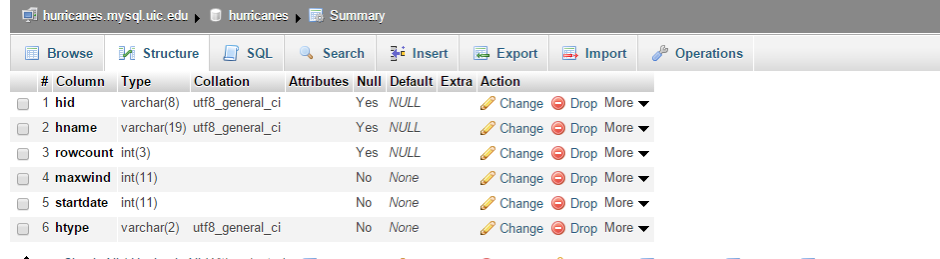 hurricanes.mysql.uic.edu hurricanes Summary
Browse Structure SQL Search Insert Export Import Operations
# Column Type Collation Attributes Null Default Extra Action
1 hid varchar(8) utf8_general_ci Yes NULL Change Drop More
2 hname varchar(19) utf8_general_ci Yes NULL Change Drop More
3 rowcount int(3) Yes NULL Change Drop More
4 maxwind int(11) No None Change Drop More
5 startdate int(11) No None Change Drop More
6 htype varchar(2) utf8_general_ci No None Change Drop More